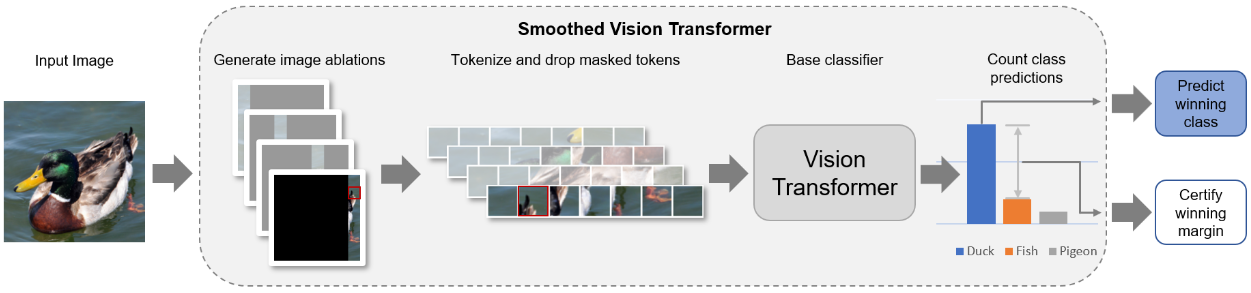 Smoothed Vision Transformer
Input Image
Generate image ablations
Tokenize and drop masked tokens
Base classifier
Count class
predictions
Vision
Transformer
Duck
Fish
Pigeon
Predict
winning
class
Certify
winning
margin